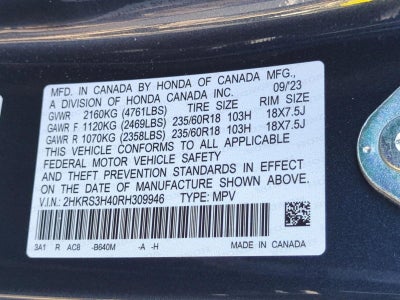 MFD. IN CANADA BY HONDA OF CANADA MFG.,
A DIVISION OF HONDA CANADA INC. 09/23
GVWR 2160KG (4761LBS) TIRE SIZE RIM SIZE
GAWR F 1120KG (2469LBS) 235/60R18 103H 18X7.5J
GAWR R 1070KG (2358LBS) 235/60R18 103H 18X7.5J
THIS VEHICLE CONFORMS TO ALL APPLICABLE
FEDERAL MOTOR VEHICLE SAFETY
AND THEFT PREVENTION STANDARDS IN EFFECT
ON THE DATE OF MANUFACTURE SHOWN ABOVE.
V.I.N.: 2HKRS3H40RH309946 TYPE: MPV
3A1 R AC8 -B640M -A -H MADE IN CANADA